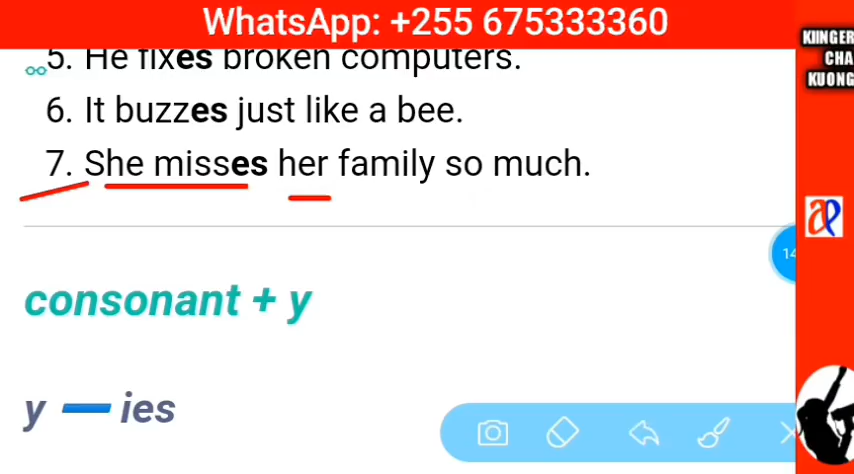 WhatsApp: +255 675333360
5. He fixes broken computers.
6. It buzzes just like a bee.
7. She misses her family so much.
consonant + y
y – ies
KIINGER
CHA
KUONG
14